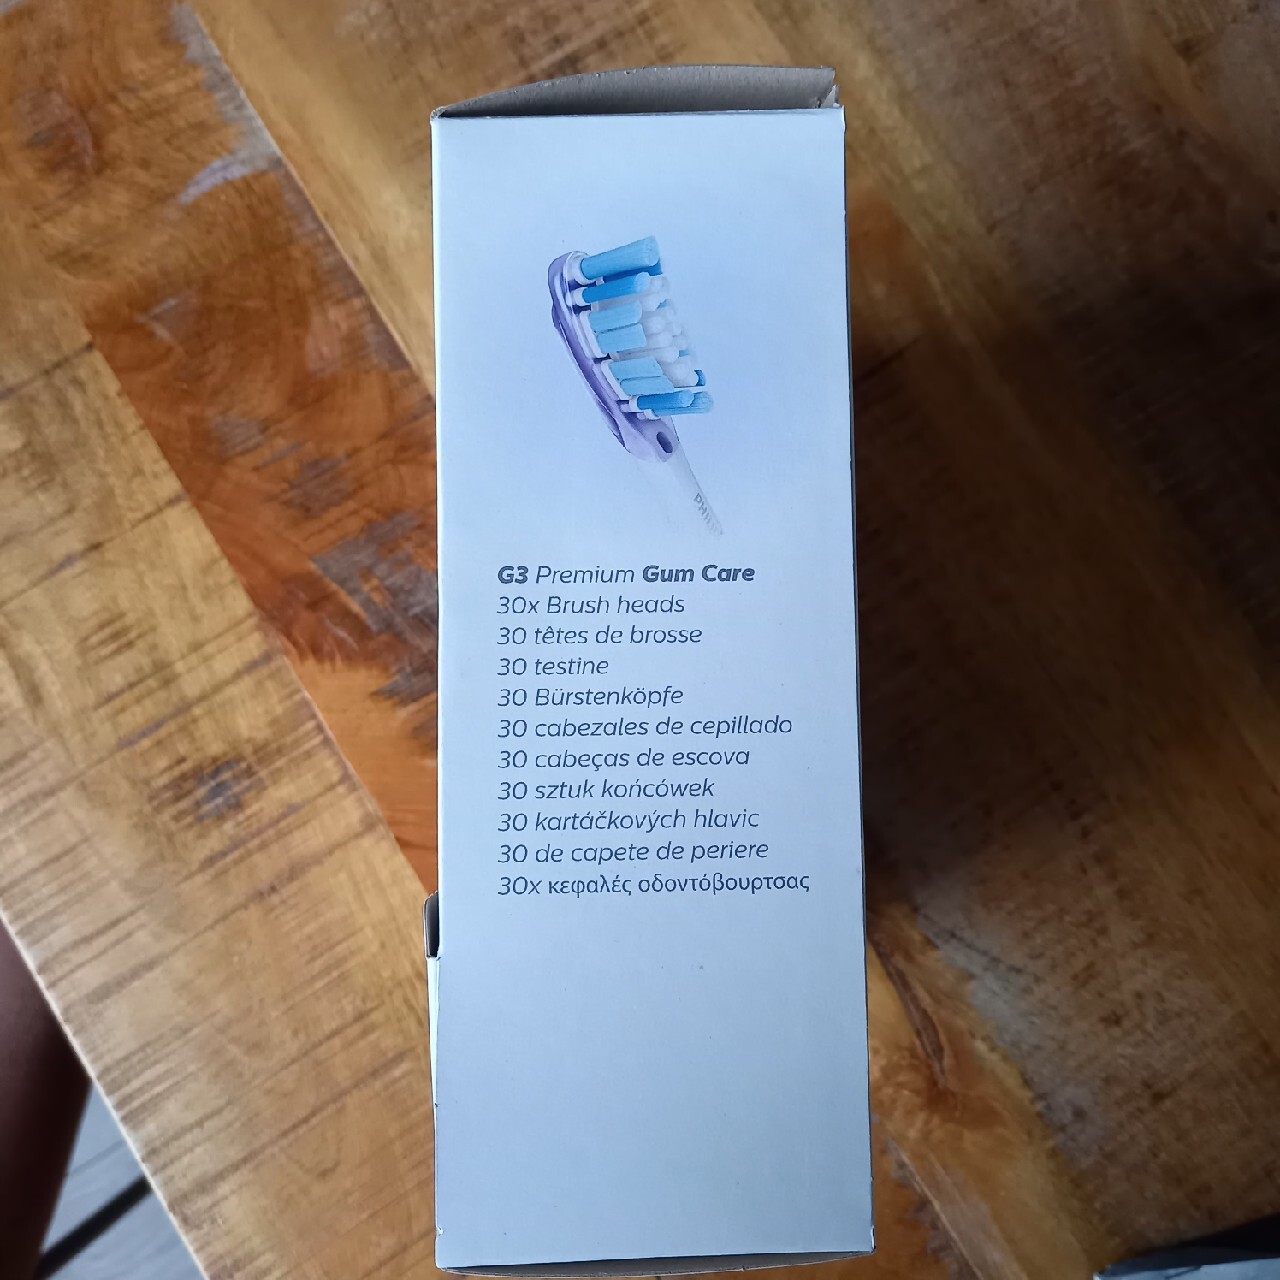 PHILI
G3 Premium Gum Care
30x Brush heads
30 têtes de brosse
30 testine
30 Bürstenköpfe
30 cabezales de cepillado
30 cabeças de escova
30 sztuk końcówek
30 kartáčkových hlavic
30 de capete de periere
30x κεφαλές οδοντόβουρτσας